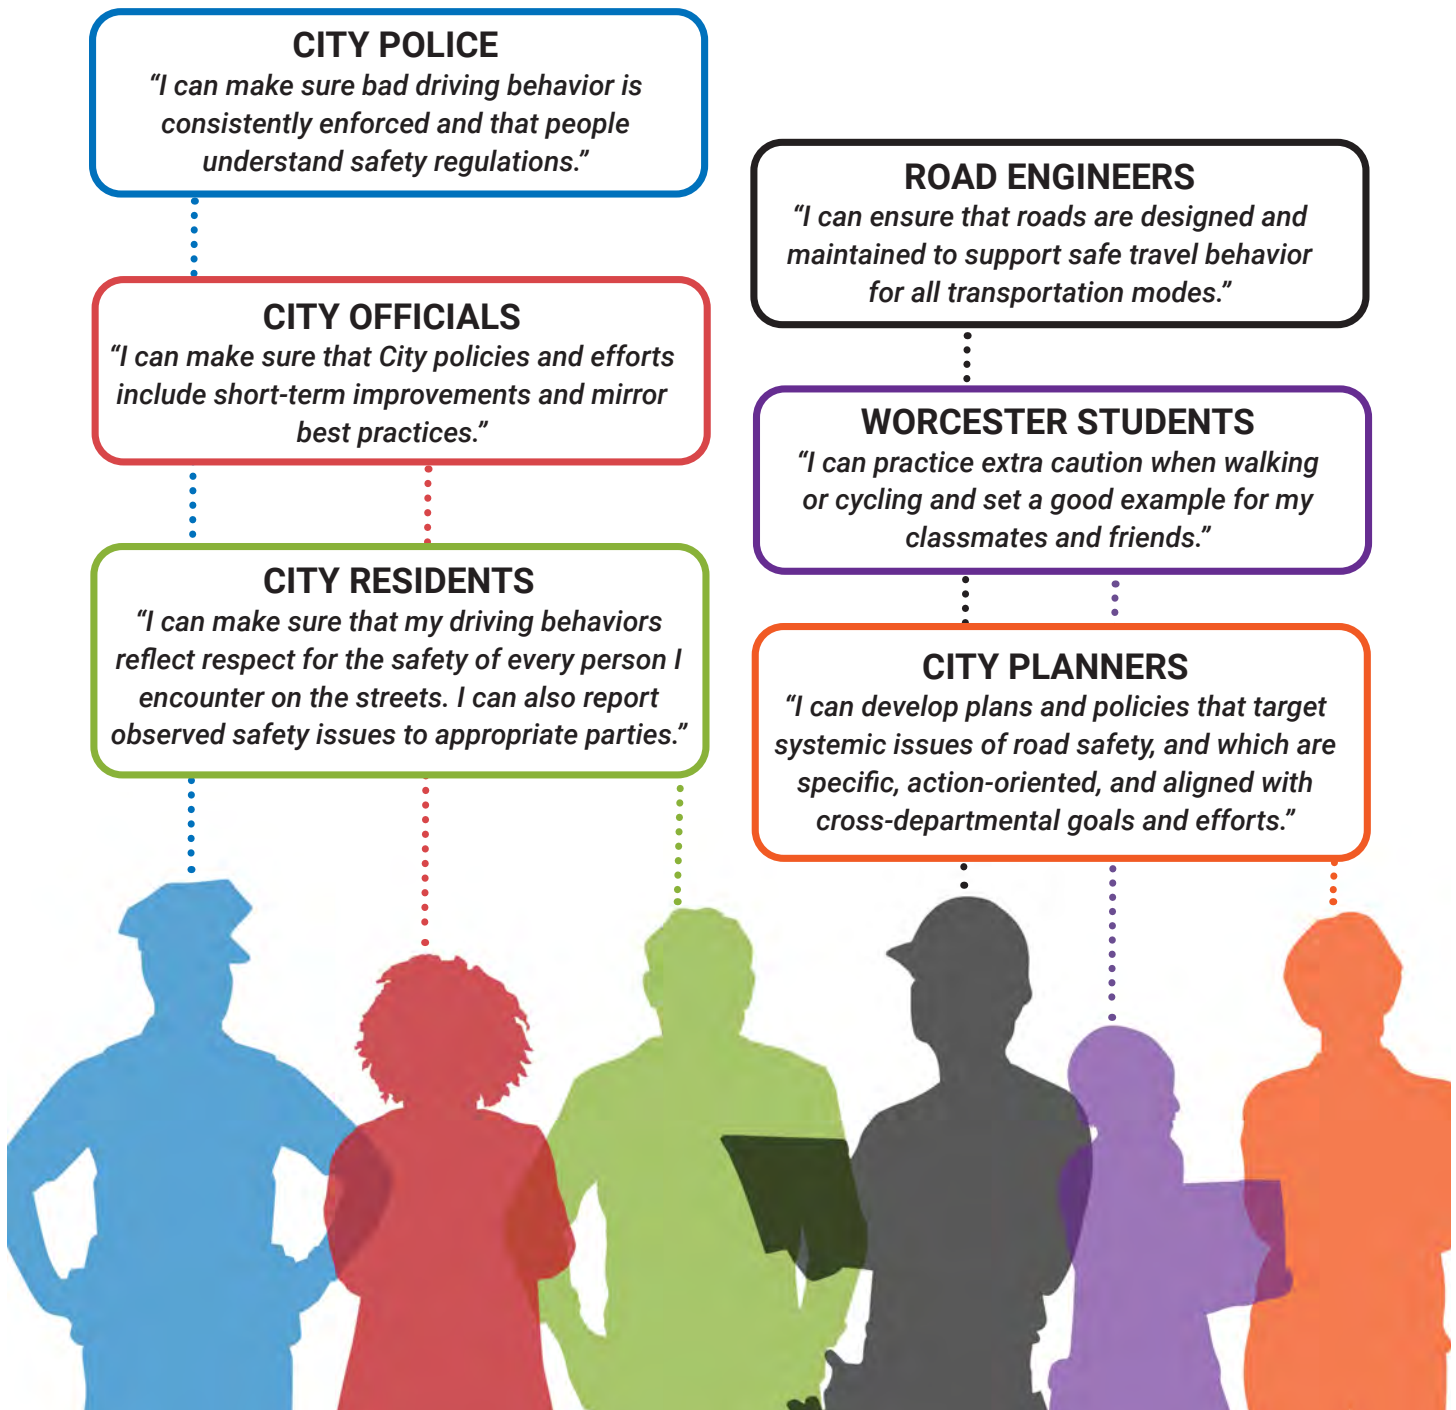 CITY POLICE
“I can make sure bad driving behavior is
consistently enforced and that people
understand safety regulations.”
CITY OFFICIALS
“I can make sure that City policies and efforts
include short-term improvements and mirror
best practices.”
CITY RESIDENTS
“I can make sure that my driving behaviors
reflect respect for the safety of every person I
encounter on the streets. I can also report
observed safety issues to appropriate parties.”
ROAD ENGINEERS
“I can ensure that roads are designed and
maintained to support safe travel behavior
for all transportation modes.”
WORCESTER STUDENTS
“I can practice extra caution when walking
or cycling and set a good example for my
classmates and friends.”
CITY PLANNERS
“I can develop plans and policies that target
systemic issues of road safety, and which are
specific, action-oriented, and aligned with
cross-departmental goals and efforts.”